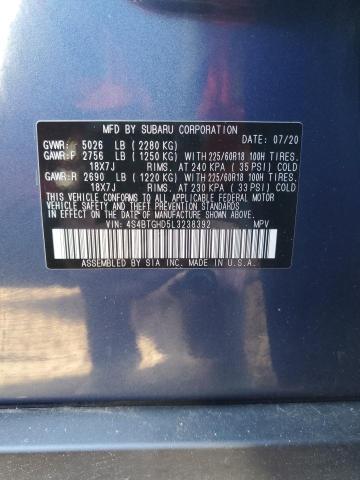 MFD BY SUBARU CORPORATION
DATE: 07/20
GVWR: 5026 LB (2280 KG)
GAWR:F 2756 LB (1250 KG) WITH 225/60R18 100H TIRES,
18X7J RIMS, AT 240 KPA (35 PSI) COLD
GAWR:R 2690 LB (1220 KG) WITH 225/60R18 100H TIRES,
18X7J RIMS, AT 230 KPA (33 PSI) COLD
THIS VEHICLE CONFORMS TO ALL APPLICABLE FEDERAL MOTOR
VEHICLE SAFETY AND THEFT PREVENTION STANDARDS IN
EFFECT ON THE DATE OF MANUFACTURE SHOWN ABOVE.
VIN: 4S4BTGHD5L3238392 MPV
ASSEMBLED BY SIA INC. MADE IN U.S.A.